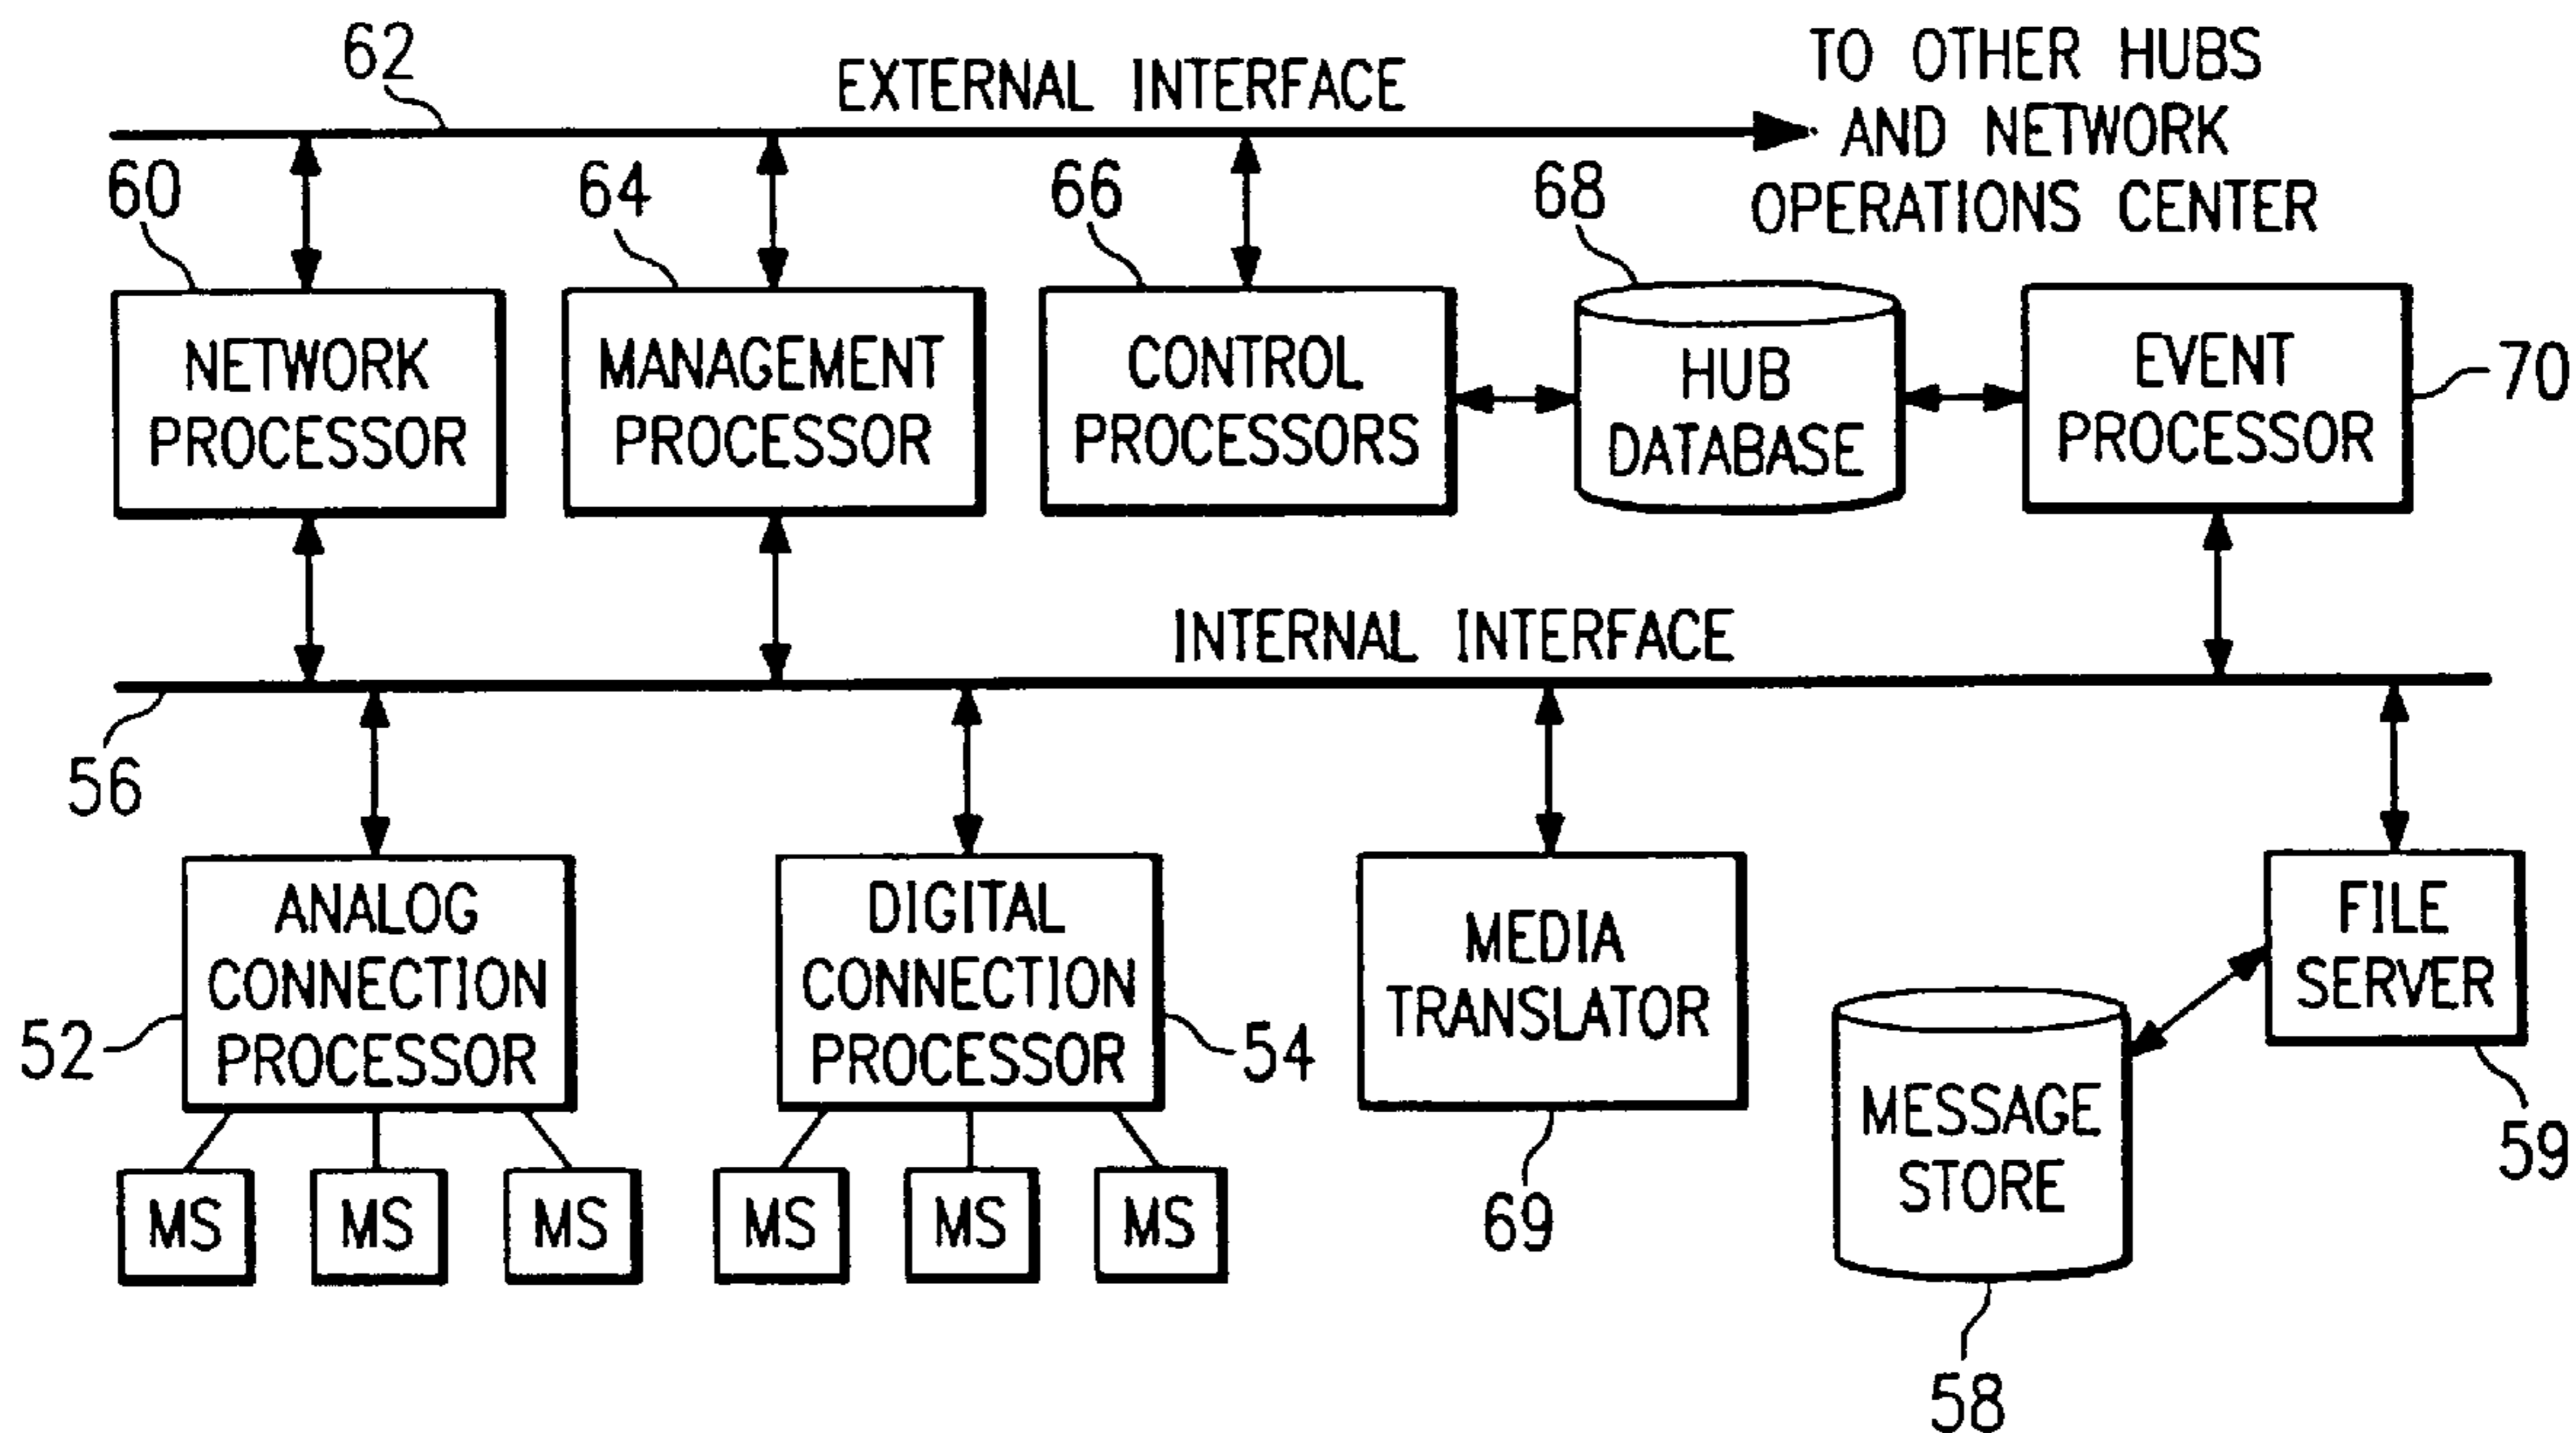 62
EXTERNAL INTERFACE
TO OTHER HUBS
AND NETWORK
OPERATIONS CENTER
60
64
66
68
NETWORK
PROCESSOR
MANAGEMENT
PROCESSOR
CONTROL
PROCESSORS
HUB
DATABASE
EVENT
PROCESSOR
70
INTERNAL INTERFACE
56
ANALOG
CONNECTION
PROCESSOR
52
DIGITAL
CONNECTION
PROCESSOR
54
MEDIA
TRANSLATOR
69
FILE
SERVER
59
MESSAGE
STORE
58
MS
MS
MS
MS
MS
MS